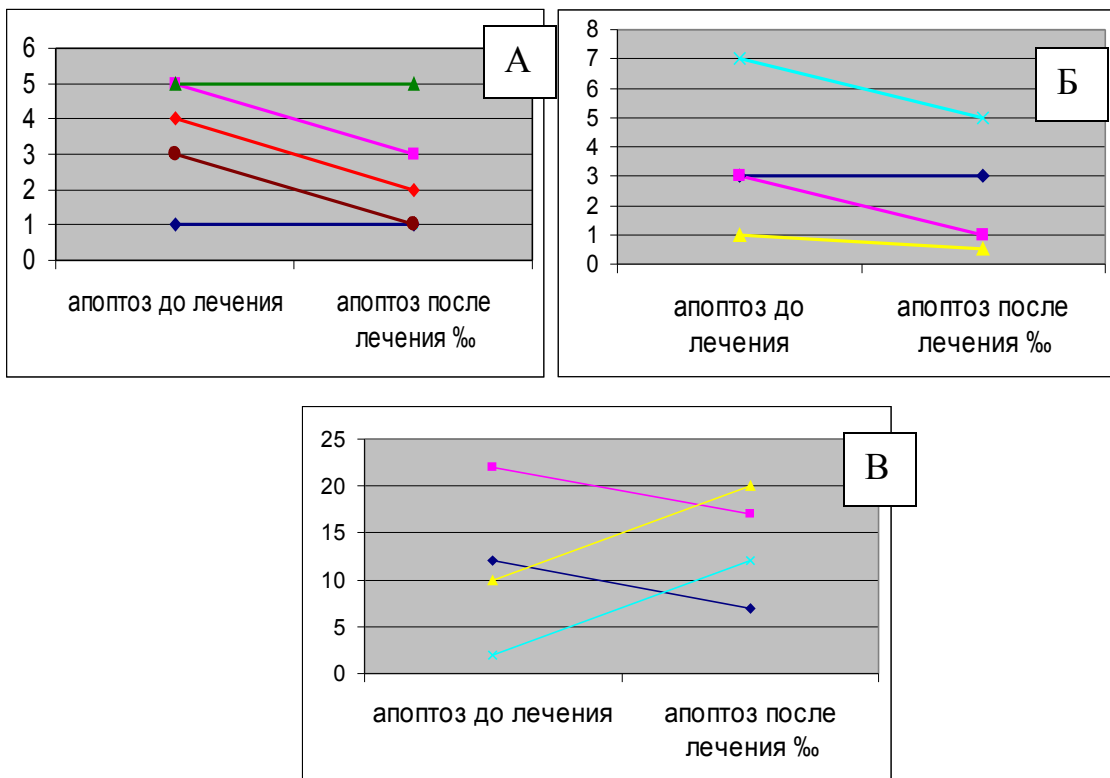 А
6
5
4
3
2
1
0
апоптоз до лечения
апоптоз после
лечения ‰
Б
8
7
6
5
4
3
2
1
0
апоптоз до
лечения
апоптоз после
лечения ‰
В
25
20
15
10
5
0
апоптоз до лечения
апоптоз после
лечения ‰